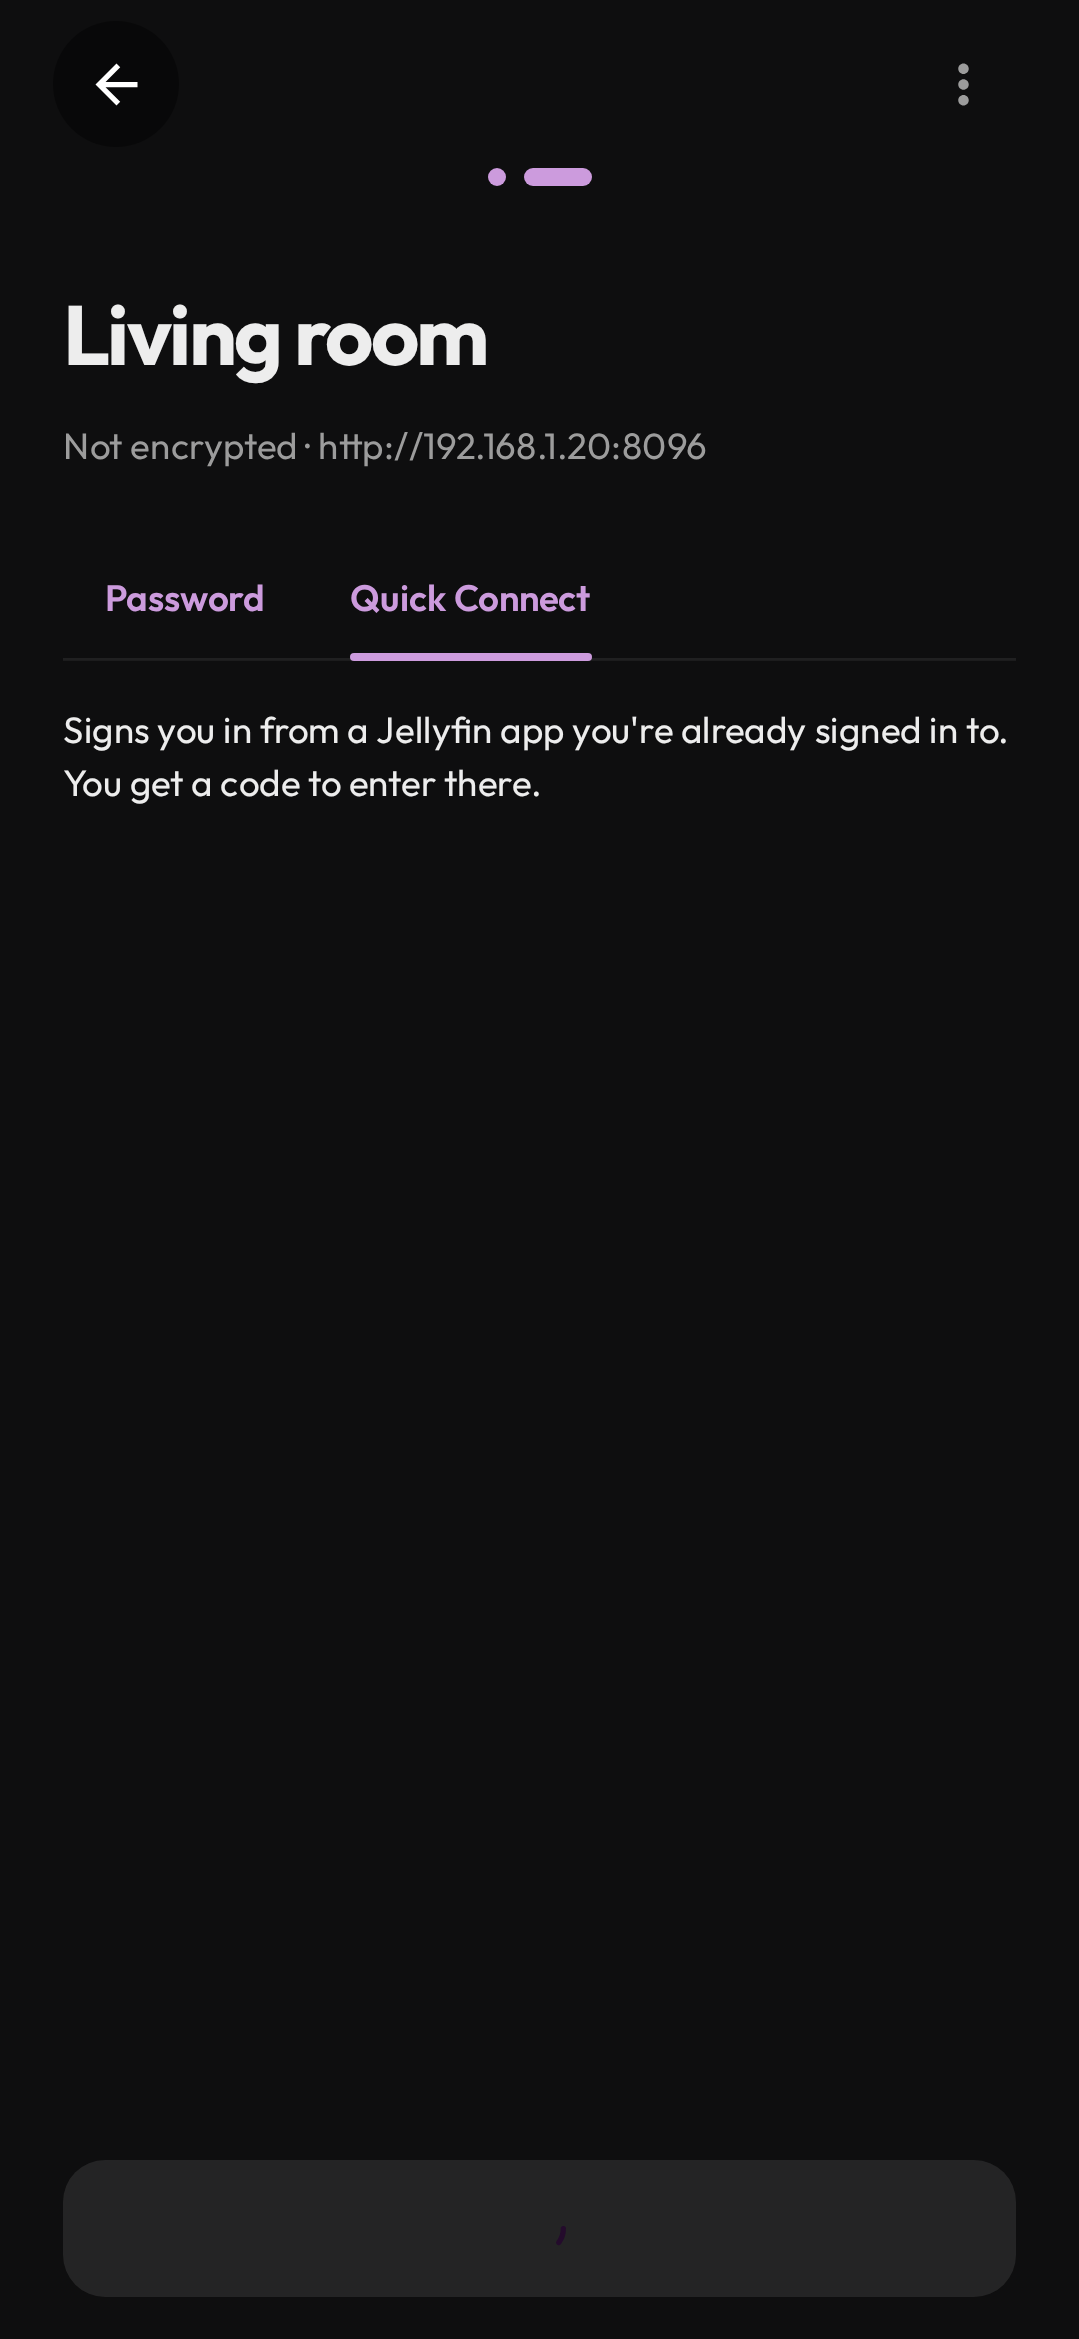 Living room
Not encrypted · http://192.168.1.20:8096
Password
Quick Connect
Signs you in from a Jellyfin app you're already signed in to.
You get a code to enter there.